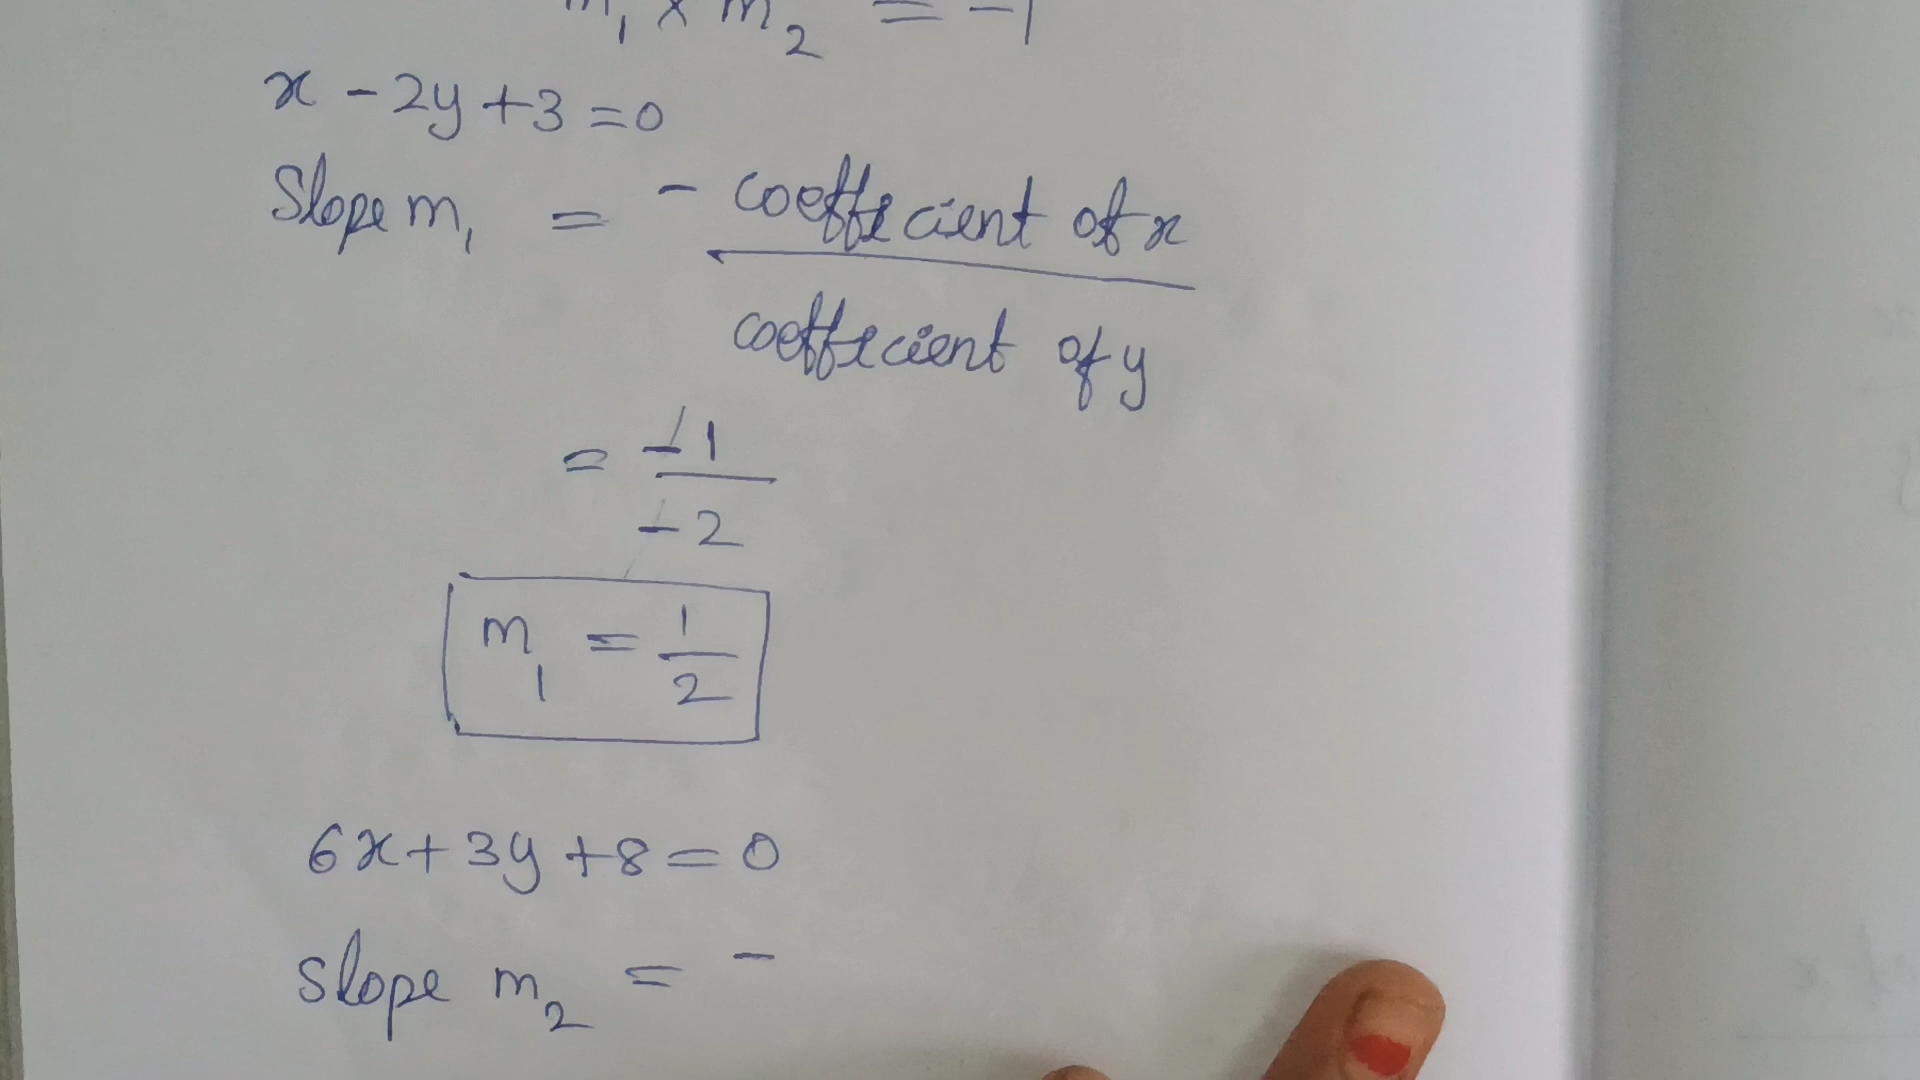 m₁ × m₂ = -1
x - 2y + 3 = 0
Slope m₁ = - coefficient of x
coefficient of y
= -1
-2
m₁ = 1
2
6x + 3y + 8 = 0
slope m₂ = -